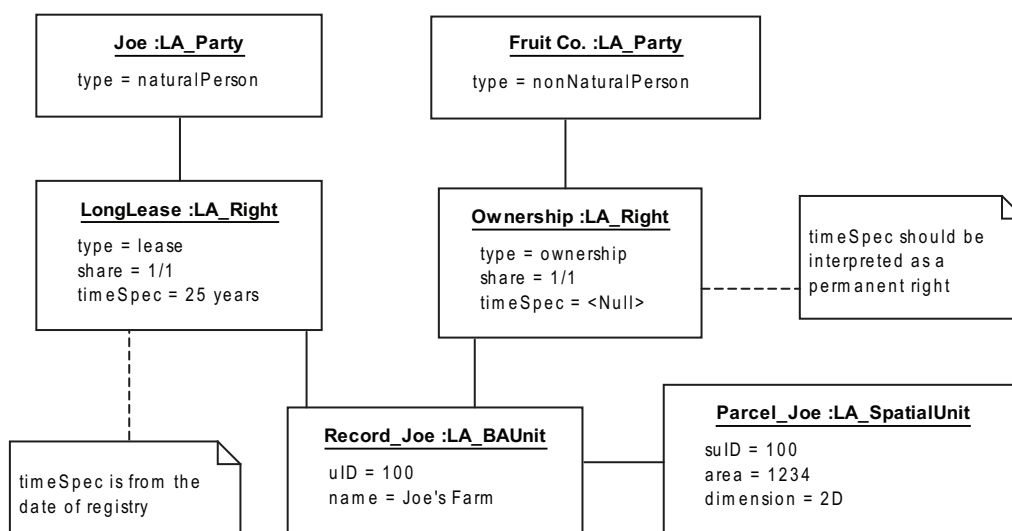 Joe :LA_Party
type = naturalPerson
Fruit Co. :LA_Party
type = nonNaturalPerson
LongLease :LA_Right
type = lease
share = 1/1
timeSpec = 25 years
Ownership :LA_Right
type = ownership
share = 1/1
timeSpec = <Null>
timeSpec should be
interpreted as a
permanent right
timeSpec is from the
date of registry
Record_Joe :LA_BAUnit
uID = 100
name = Joe's Farm
Parcel_Joe :LA_SpatialUnit
suID = 100
area = 1234
dimension = 2D